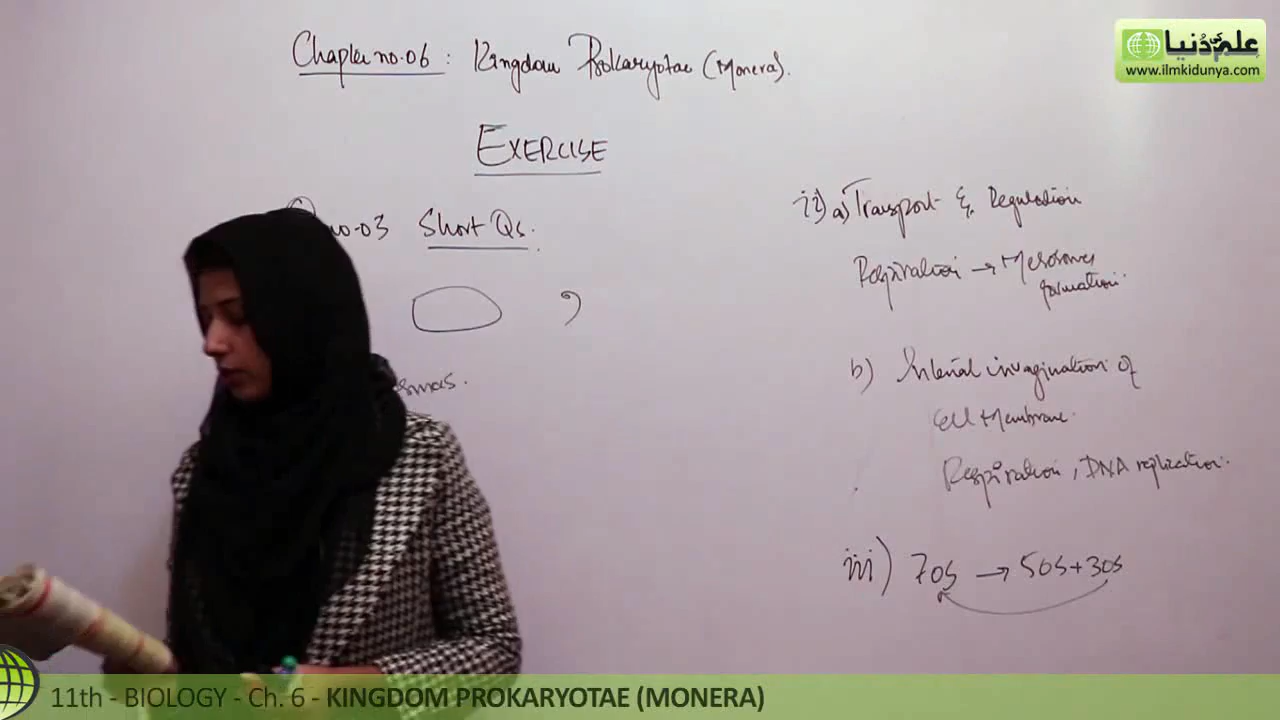 Chapter no.06 : Kingdom Prokaryotae (Monera).
EXERCISE
no.03 Short Qs.
ii) a) Transport & Regulation
Respiration → Mesosomes
formation.
b) Internal invagination of
Cell Membrane.
Respiration, DNA replication.
iii) 70S → 50S+30S
علم کی دُنیا
www.ilmkidunya.com
11th - BIOLOGY - Ch. 6 - KINGDOM PROKARYOTAE (MONERA)